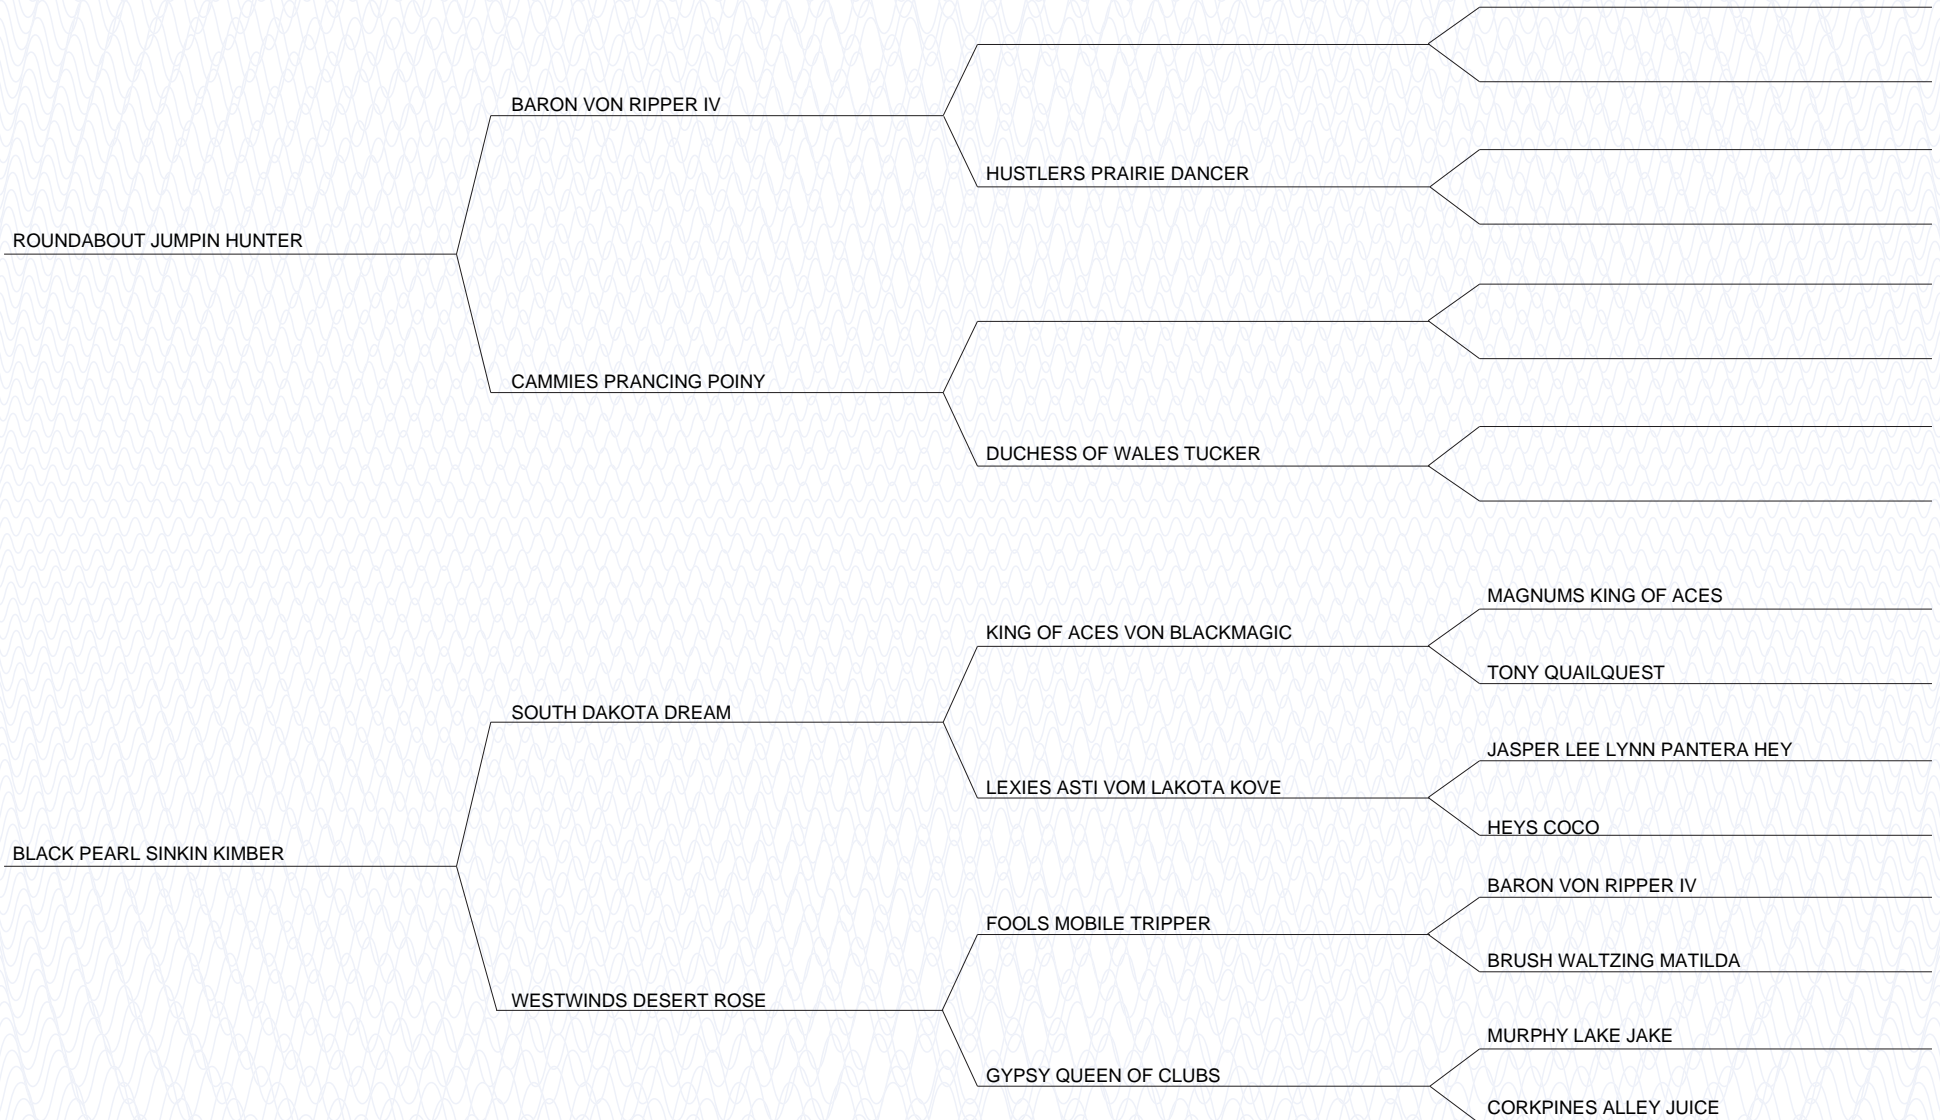 BARON VON RIPPER IV
HUSTLERS PRAIRIE DANCER
ROUNDABOUT JUMPIN HUNTER
CAMMIES PRANCING POINY
DUCHESS OF WALES TUCKER
MAGNUMS KING OF ACES
KING OF ACES VON BLACKMAGIC
TONY QUAILQUEST
SOUTH DAKOTA DREAM
JASPER LEE LYNN PANTERA HEY
LEXIES ASTI VOM LAKOTA KOVE
HEYS COCO
BLACK PEARL SINKIN KIMBER
BARON VON RIPPER IV
FOOLS MOBILE TRIPPER
BRUSH WALTZING MATILDA
WESTWINDS DESERT ROSE
MURPHY LAKE JAKE
GYPSY QUEEN OF CLUBS
CORKPINES ALLEY JUICE